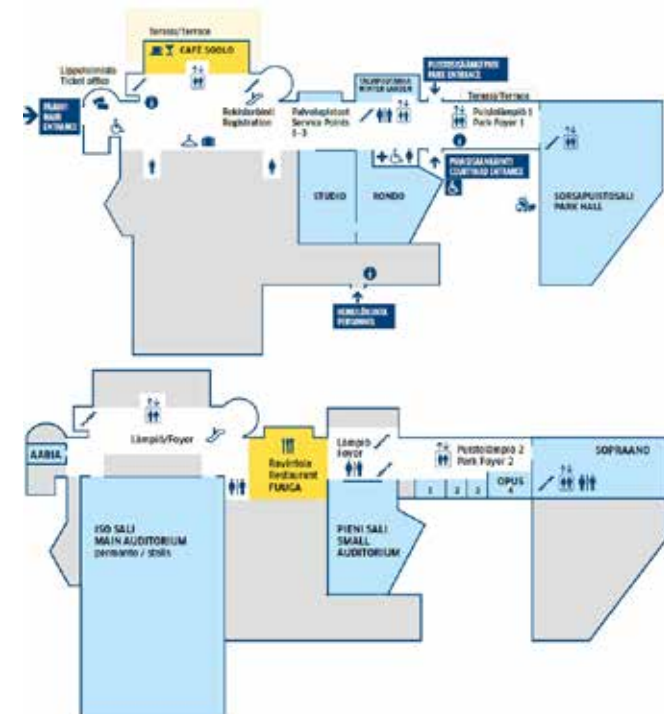 Terassi/Terrace
CAFÉ SOOLO
Lipputoimisto
Ticket office
PÄÄOVI
MAIN
ENTRANCE
Rekisteröinti
Registration
Palvelupisteet
Service Points
1-3
TALVIPUUTARHA
WINTER GARDEN
PARK ENTRANCE
Terassi/Terrace
Puistolämpiö 1
Park Foyer 1
COURTYARD ENTRANCE
STUDIO
RONDO
SORSAPUISTOSALI
PARK HALL
HENKILÖKUNTA
PERSONNEL
AARIA
Lämpiö/Foyer
Ravintola
Restaurant
FUUGA
Lämpiö
Foyer
Puistolämpiö 2
Park Foyer 2
SOPRAANO
1
2
3
OPUS
4
ISO SALI
MAIN AUDITORIUM
permanto / stalls
PIENI SALI
SMALL
AUDITORIUM